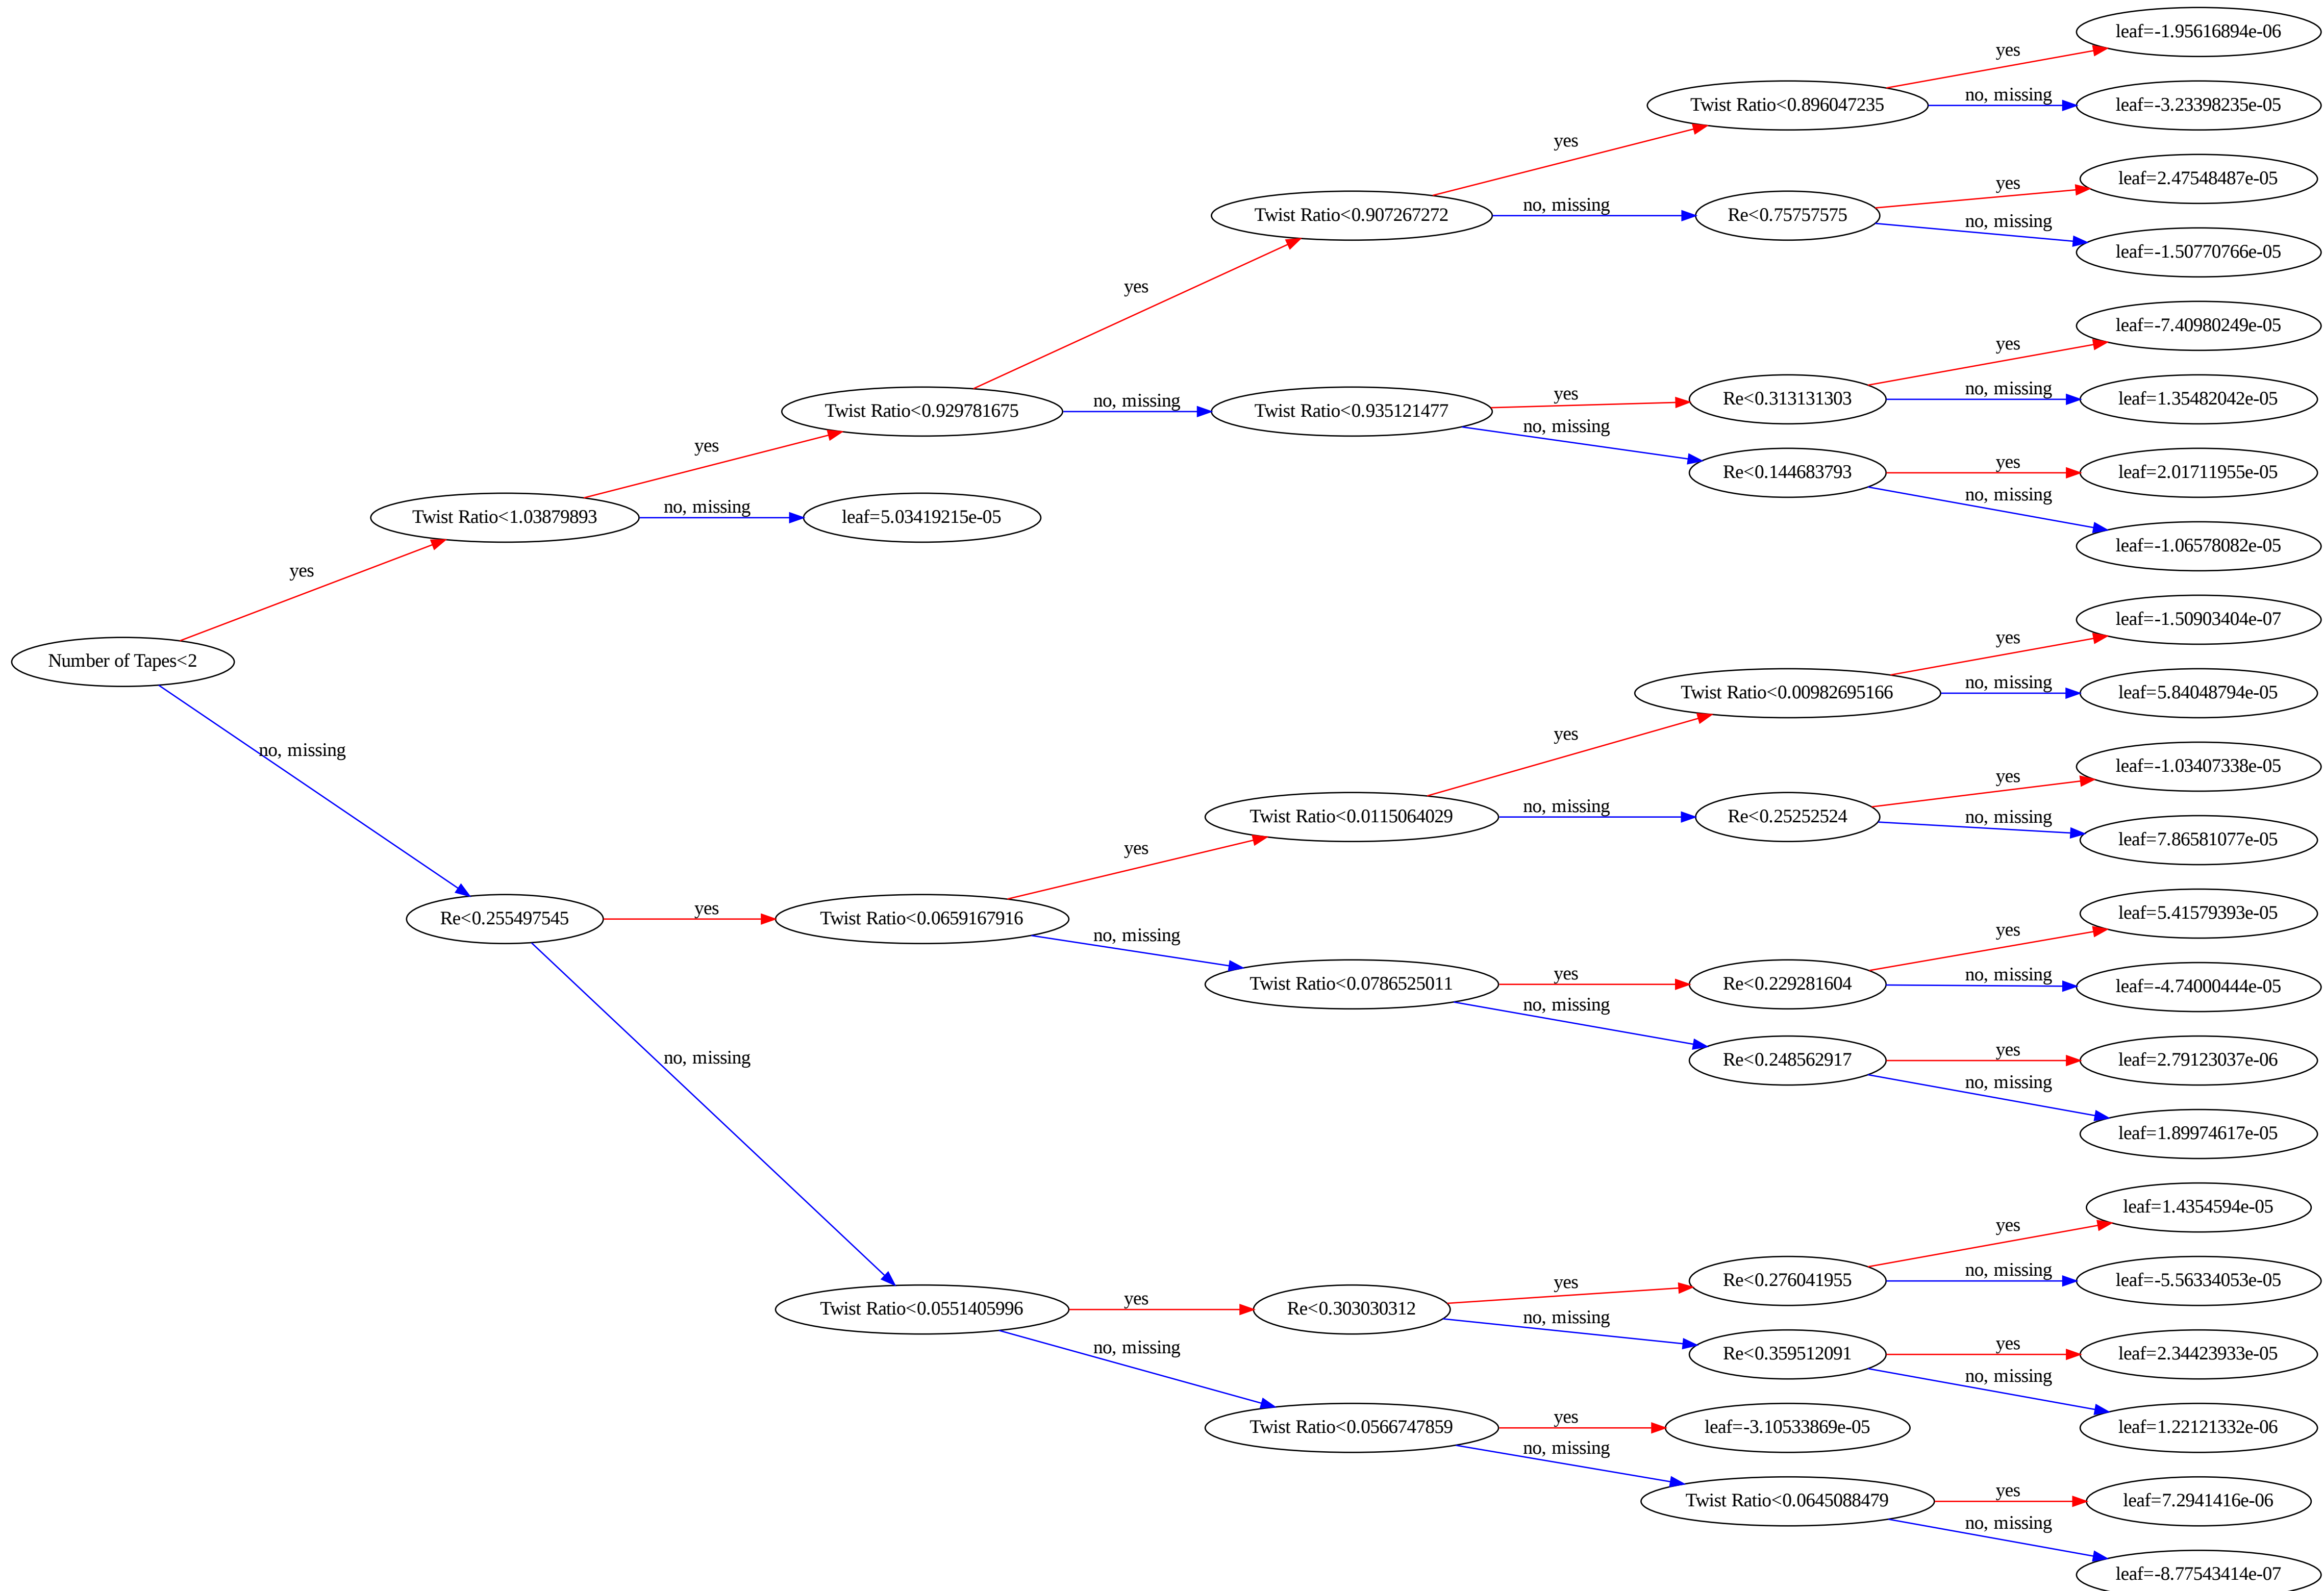 leaf=-1.95616894e-06
yes
Twist Ratio<0.896047235
no, missing
leaf=-3.23398235e-05
yes
leaf=2.47548487e-05
yes
Twist Ratio<0.907267272
no, missing
Re<0.75757575
no, missing
leaf=-1.50770766e-05
yes
leaf=-7.40980249e-05
yes
Twist Ratio<0.929781675
no, missing
Twist Ratio<0.935121477
yes
Re<0.313131303
no, missing
leaf=1.35482042e-05
no, missing
yes
Re<0.144683793
yes
leaf=2.01711955e-05
no, missing
Twist Ratio<1.03879893
no, missing
leaf=5.03419215e-05
leaf=-1.06578082e-05
yes
Number of Tapes<2
no, missing
leaf=-1.50903404e-07
yes
Twist Ratio<0.00982695166
no, missing
leaf=5.84048794e-05
yes
leaf=-1.03407338e-05
yes
Twist Ratio<0.0115064029
no, missing
Re<0.25252524
no, missing
leaf=7.86581077e-05
yes
Re<0.255497545
yes
Twist Ratio<0.0659167916
no, missing
leaf=5.41579393e-05
yes
Twist Ratio<0.0786525011
yes
Re<0.229281604
no, missing
leaf=-4.74000444e-05
no, missing
Re<0.248562917
yes
leaf=2.79123037e-06
no, missing
leaf=1.89974617e-05
no, missing
leaf=1.4354594e-05
yes
Re<0.276041955
no, missing
leaf=-5.56334053e-05
Twist Ratio<0.0551405996
yes
Re<0.303030312
yes
no, missing
Re<0.359512091
yes
leaf=2.34423933e-05
no, missing
leaf=1.22121332e-06
no, missing
Twist Ratio<0.0566747859
yes
leaf=-3.10533869e-05
no, missing
Twist Ratio<0.0645088479
yes
leaf=7.2941416e-06
no, missing
leaf=-8.77543414e-07